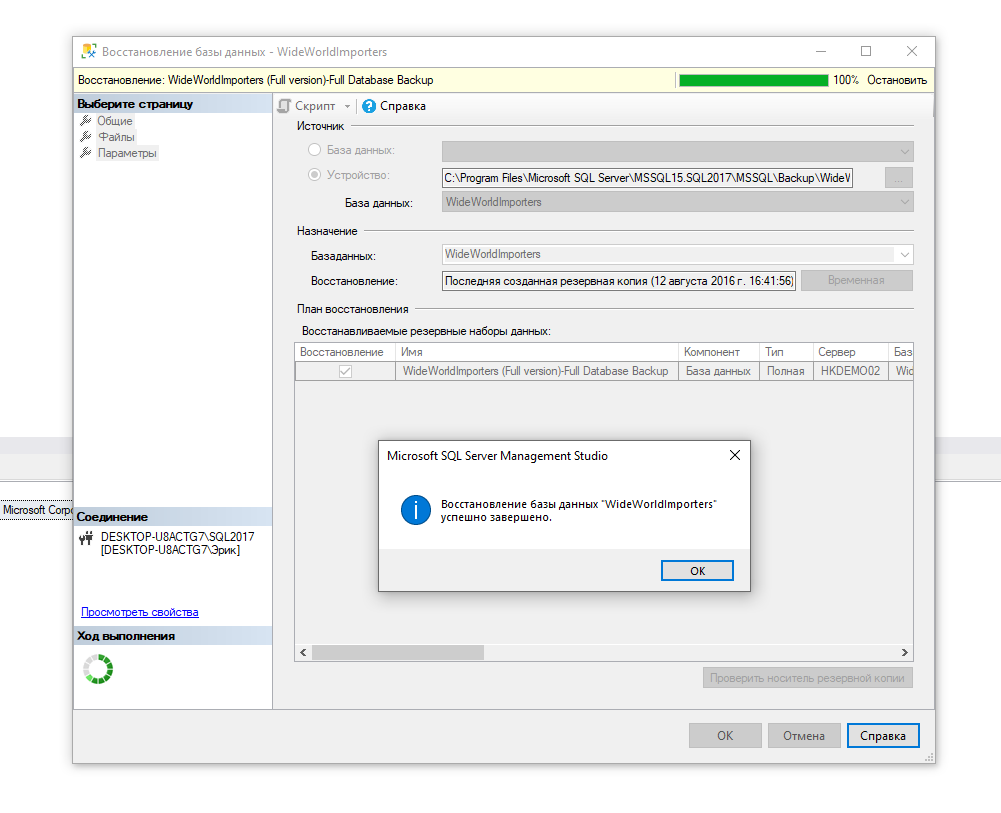 Восстановление базы данных - WideWorldImporters
Восстановление: WideWorldImporters (Full version)-Full Database Backup
100%
Остановить
Выберите страницу
Общие
Файлы
Параметры
Скрипт
Справка
Источник
База данных:
Устройство:
C:\Program Files\Microsoft SQL Server\MSSQL15.SQL2017\MSSQL\Backup\WideW
...
База данных:
WideWorldImporters
Назначение
Базаданных:
WideWorldImporters
Восстановление:
Последняя созданная резервная копия (12 августа 2016 г. 16:41:56)
Временная
План восстановления
Восстанавливаемые резервные наборы данных:
Восстановление Имя Компонент Тип Сервер Баз
WideWorldImporters (Full version)-Full Database Backup База данных Полная HKDEMO02 Wid
Microsoft SQL Server Management Studio
Восстановление базы данных "WideWorldImporters"
успешно завершено.
OK
Microsoft Corpo
Соединение
DESKTOP-U8ACTG7\SQL2017
[DESKTOP-U8ACTG7\Эрик]
Просмотреть свойства
Ход выполнения
Проверить носитель резервной копии
ОК
Отмена
Справка